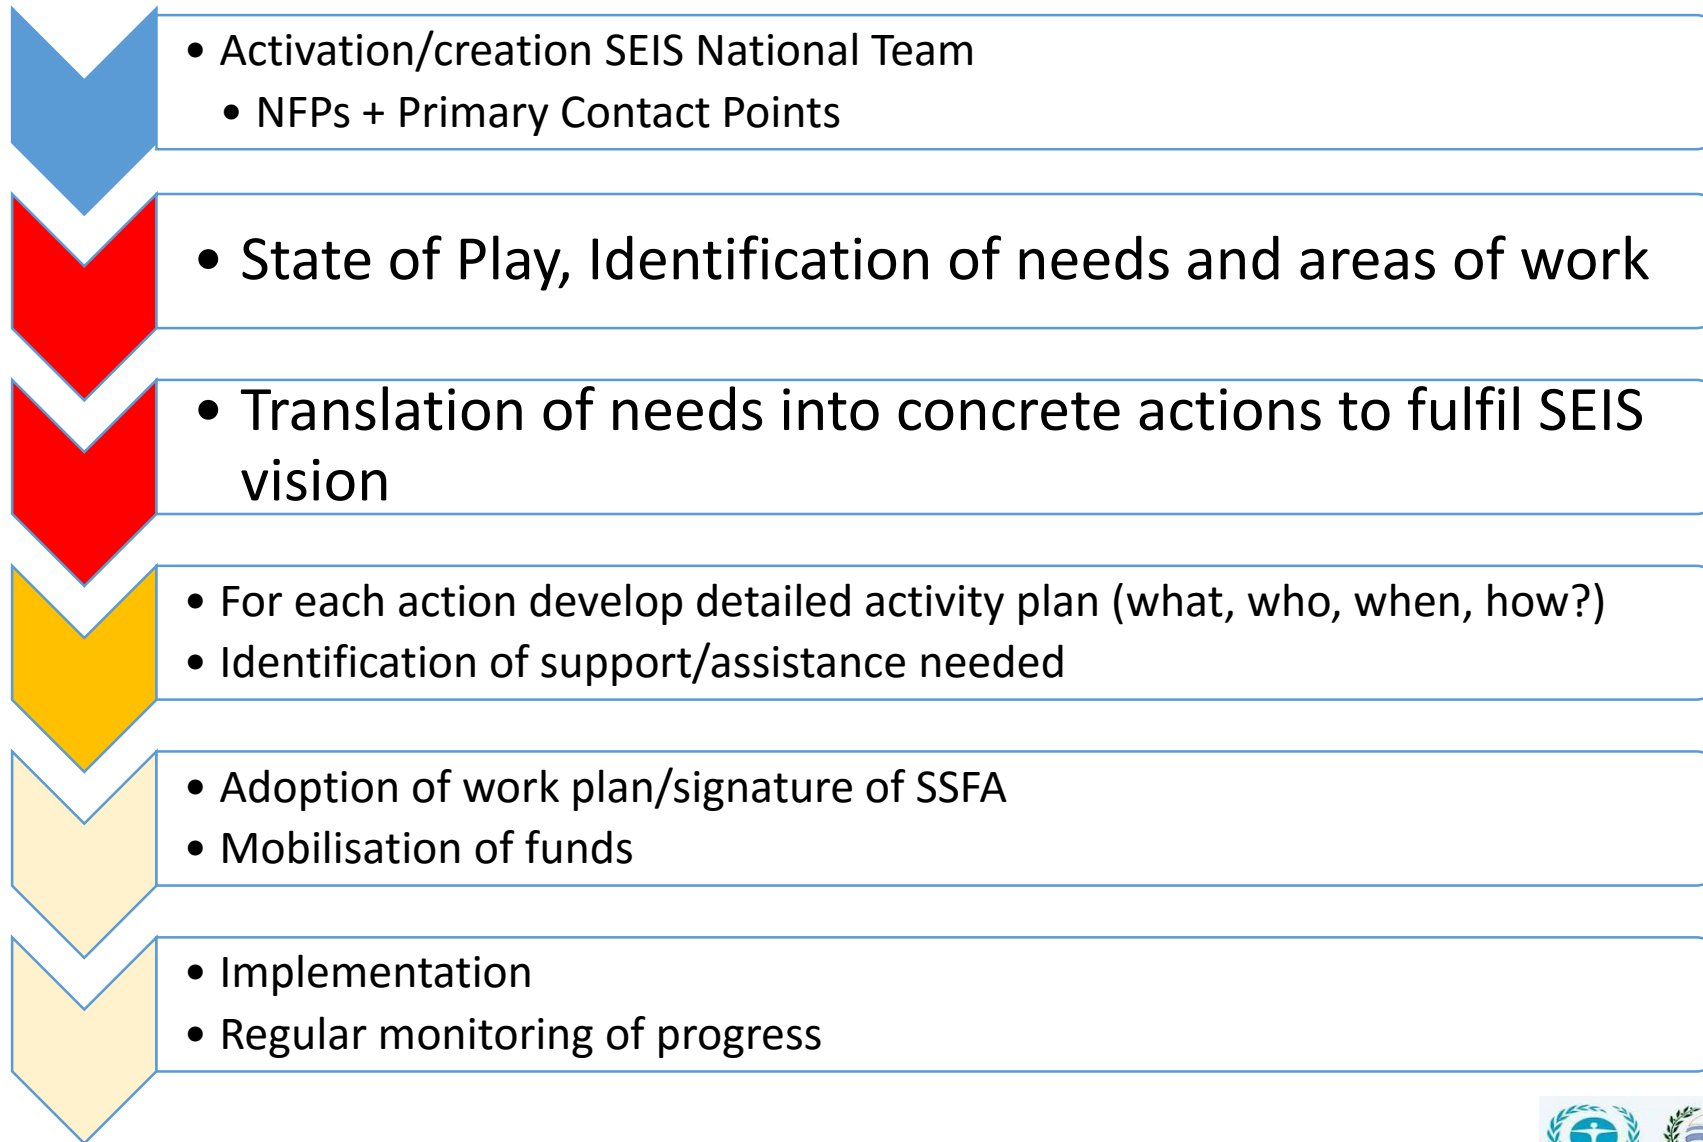 • Activation/creation SEIS National Team
• NFPs + Primary Contact Points
• State of Play, Identification of needs and areas of work
• Translation of needs into concrete actions to fulfil SEIS
vision
• For each action develop detailed activity plan (what, who, when, how?)
• Identification of support/assistance needed
• Adoption of work plan/signature of SSFA
• Mobilisation of funds
• Implementation
• Regular monitoring of progress